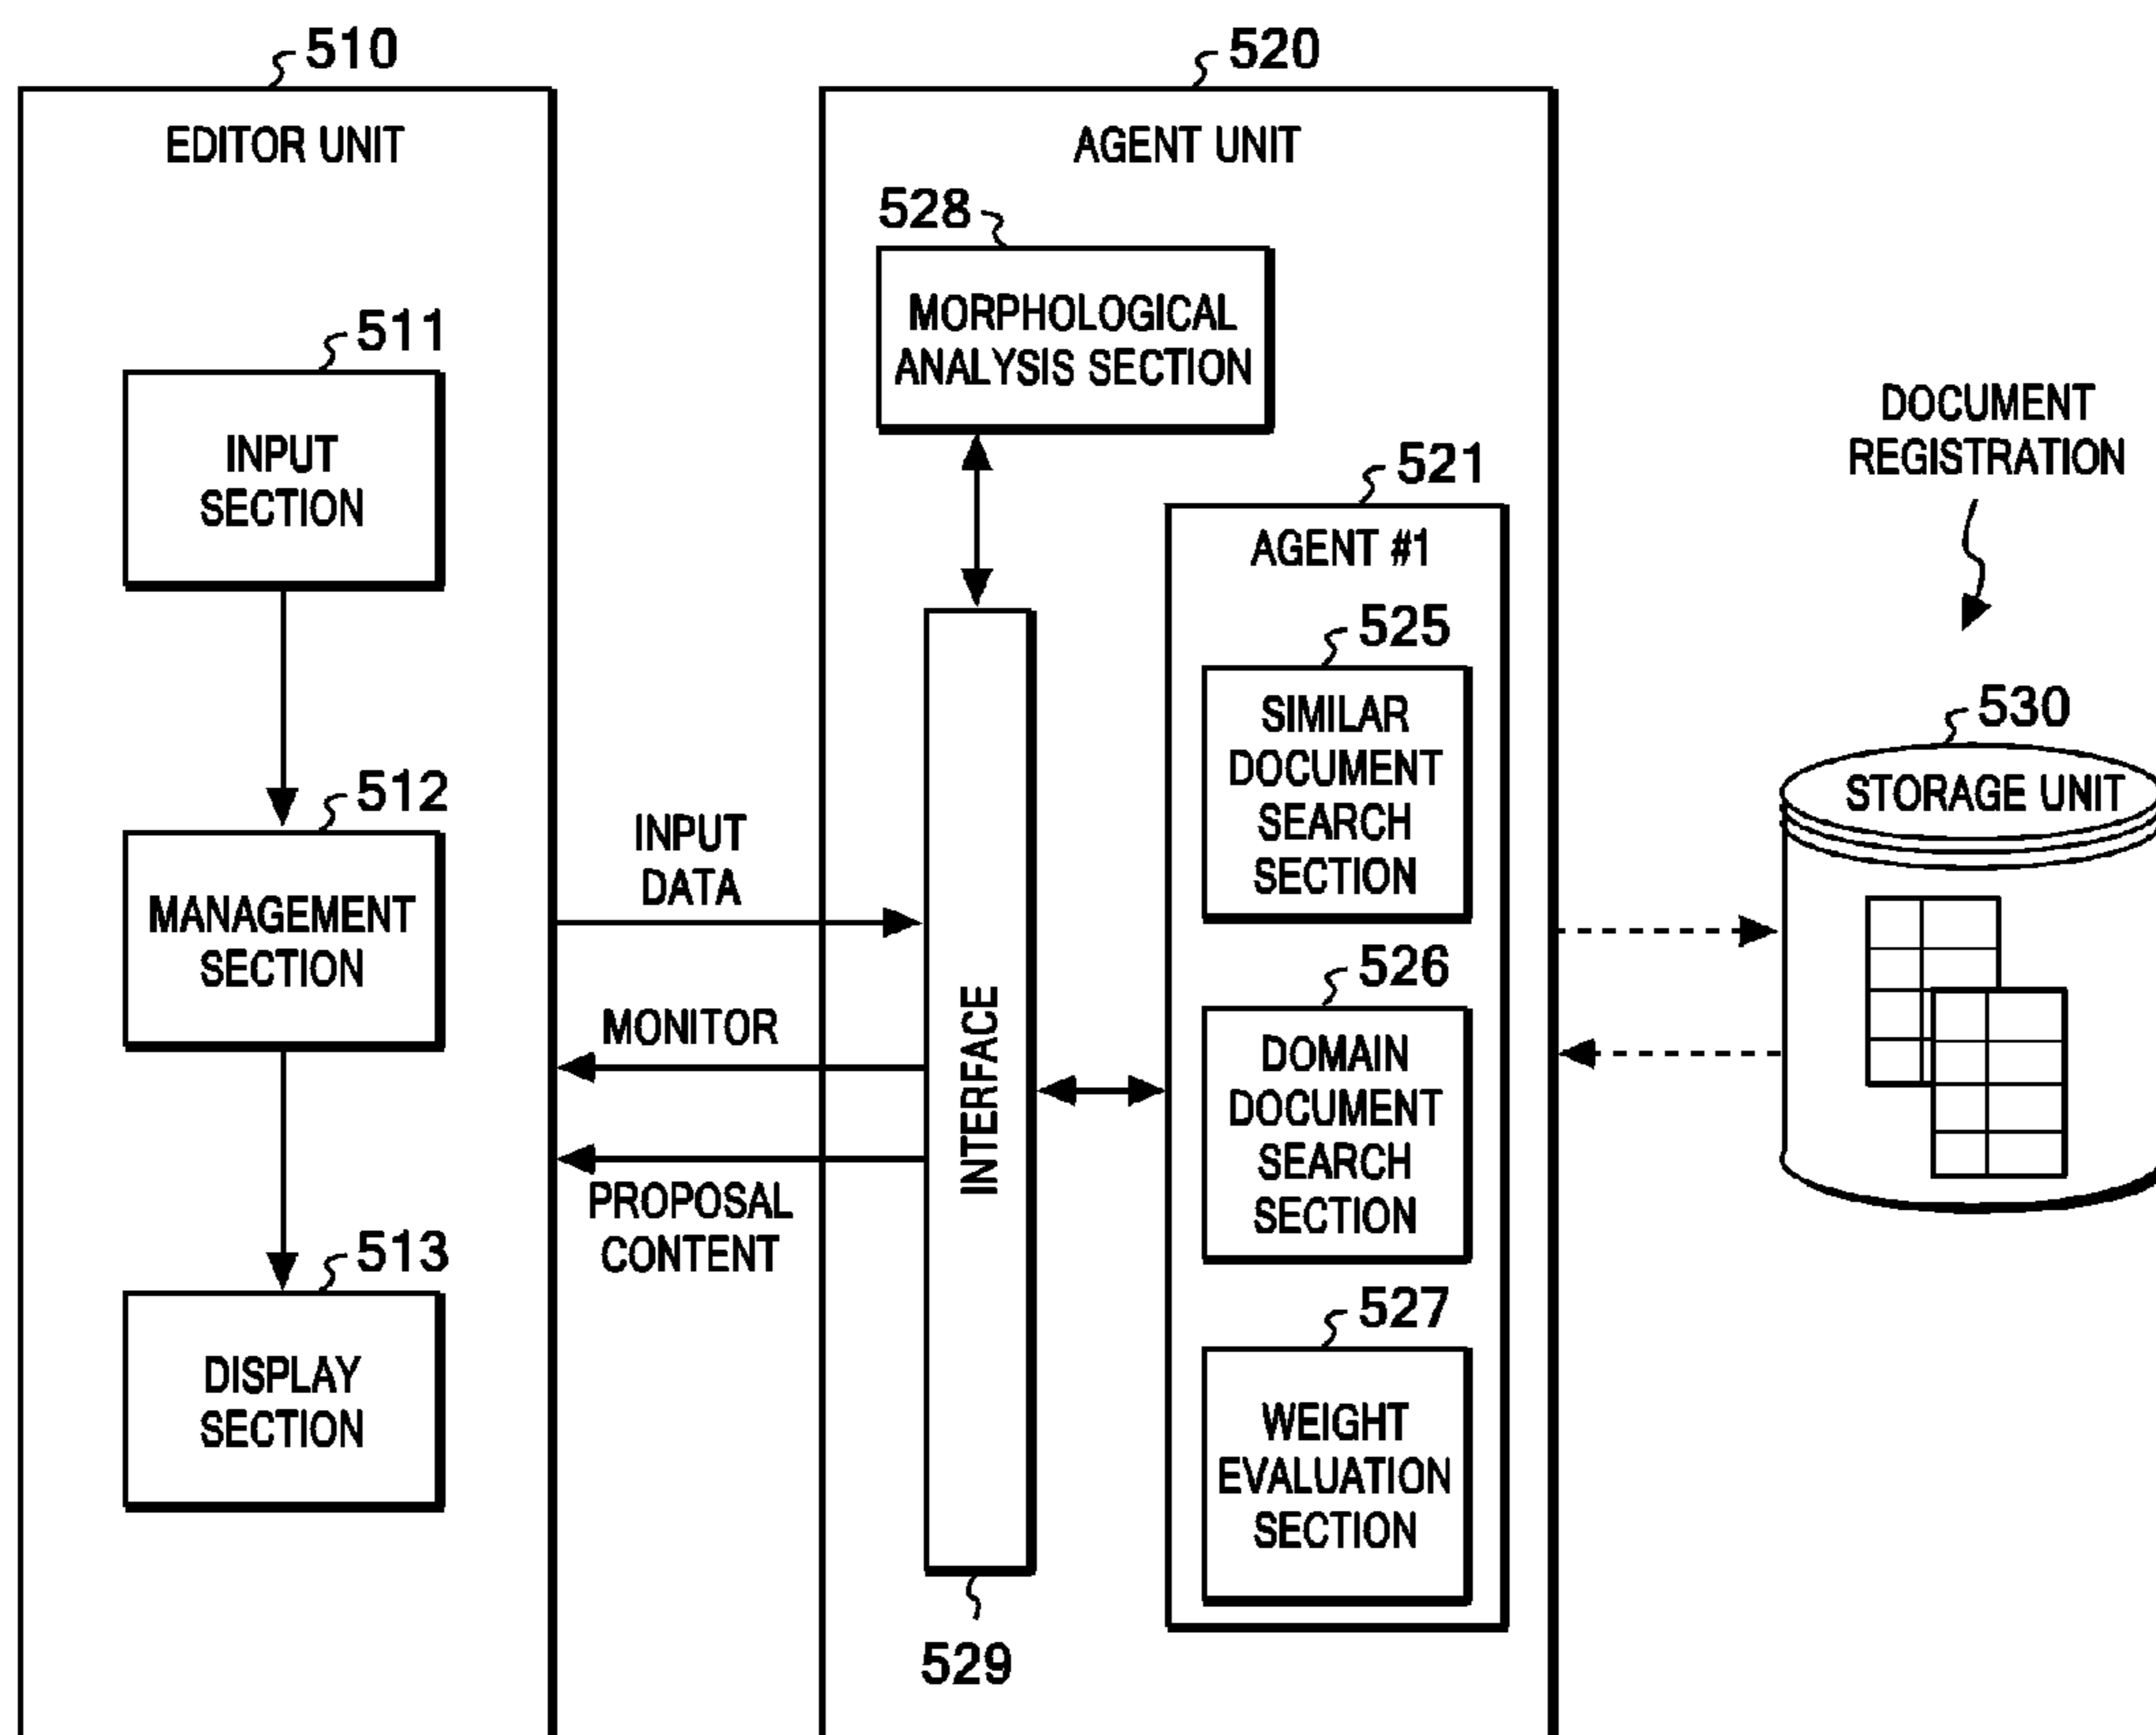 510
EDITOR UNIT
511
INPUT
SECTION
512
MANAGEMENT
SECTION
513
DISPLAY
SECTION
INPUT
DATA
MONITOR
PROPOSAL
CONTENT
520
AGENT UNIT
528
MORPHOLOGICAL
ANALYSIS SECTION
INTERFACE
529
521
AGENT #1
525
SIMILAR
DOCUMENT
SEARCH
SECTION
526
DOMAIN
DOCUMENT
SEARCH
SECTION
527
WEIGHT
EVALUATION
SECTION
DOCUMENT
REGISTRATION
530
STORAGE UNIT